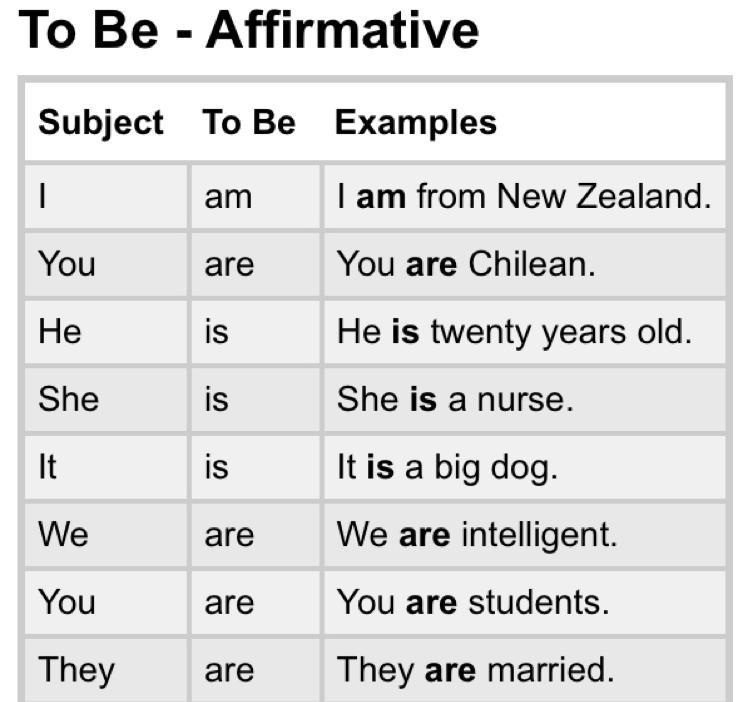 To Be - Affirmative
Subject To Be Examples
I am I am from New Zealand.
You are You are Chilean.
He is He is twenty years old.
She is She is a nurse.
It is It is a big dog.
We are We are intelligent.
You are You are students.
They are They are married.